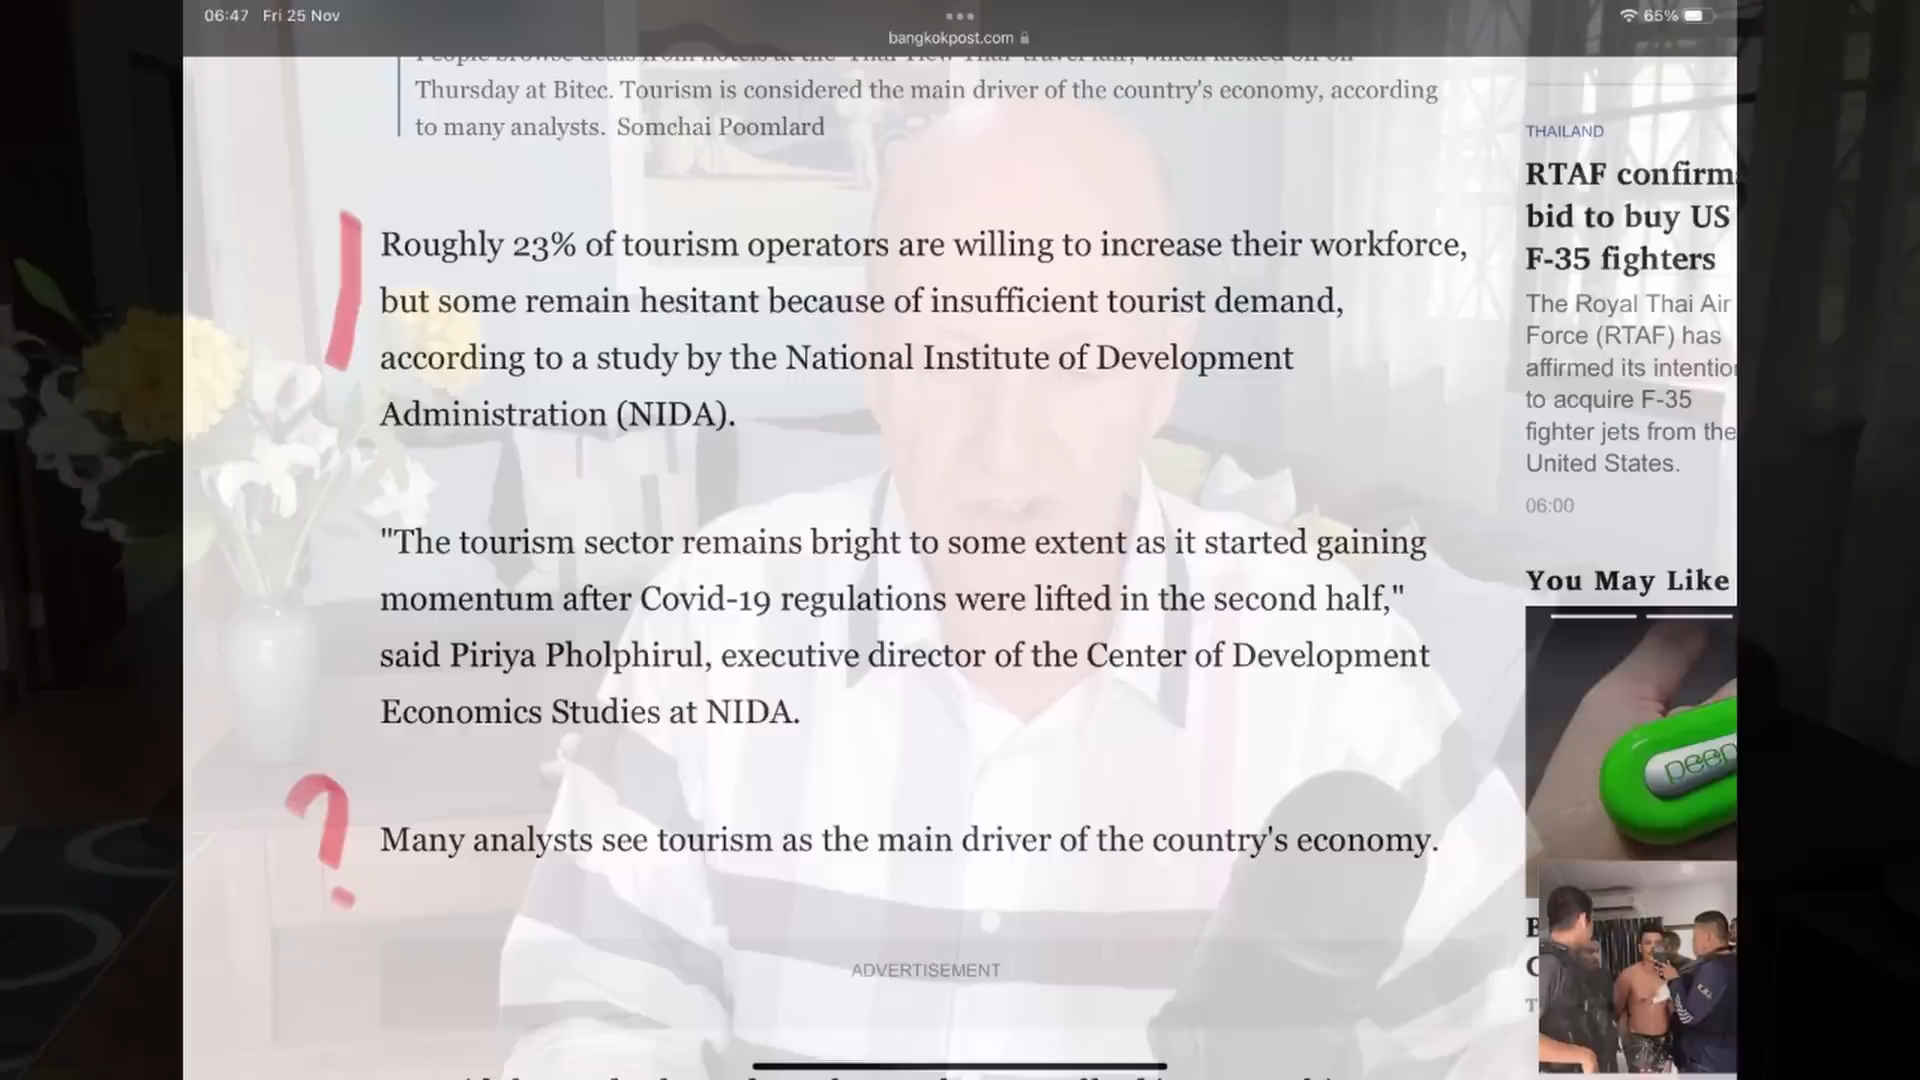 06:47 Fri 25 Nov
65%
bangkokpost.com
Thursday at Bitec. Tourism is considered the main driver of the country's economy, according
to many analysts. Somchai Poomlard
Roughly 23% of tourism operators are willing to increase their workforce,
but some remain hesitant because of insufficient tourist demand,
according to a study by the National Institute of Development
Administration (NIDA).
"The tourism sector remains bright to some extent as it started gaining
momentum after Covid-19 regulations were lifted in the second half,"
said Piriya Pholphirul, executive director of the Center of Development
Economics Studies at NIDA.
?
Many analysts see tourism as the main driver of the country's economy.
ADVERTISEMENT
THAILAND
RTAF confirm
bid to buy US
F-35 fighters
The Royal Thai Air
Force (RTAF) has
affirmed its intentio
to acquire F-35
fighter jets from the
United States.
06:00
You May Like
peep